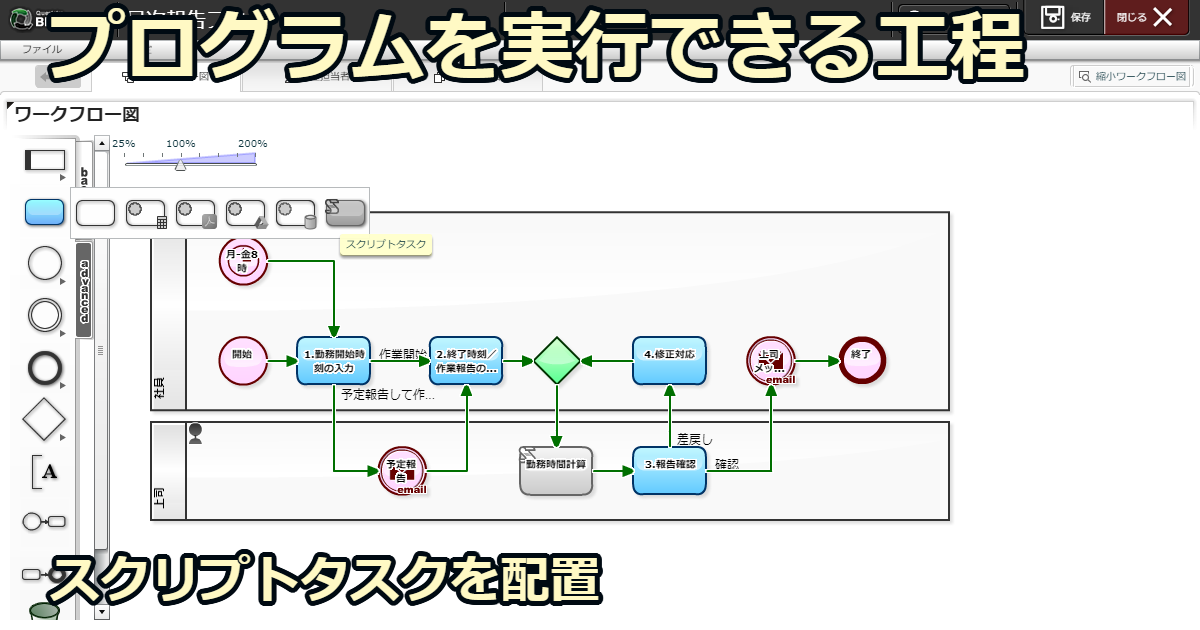 プログラムを実行できる工程
保存
閉じる
ファイル
縮小ワークフロー図
ワークフロー図
25%
100%
200%
ba
advanced
スクリプトタスク
月-金8
時
開始
1.勤務開始時
刻の入力
作業開始
2.終了時刻／
作業報告の...
4.修正対応
上司
メッ...
email
終了
社員
予定報告して作...
差戻し
予定報
告
email
勤務時間計算
3.報告確認
確認
上司
A
スクリプトタスクを配置